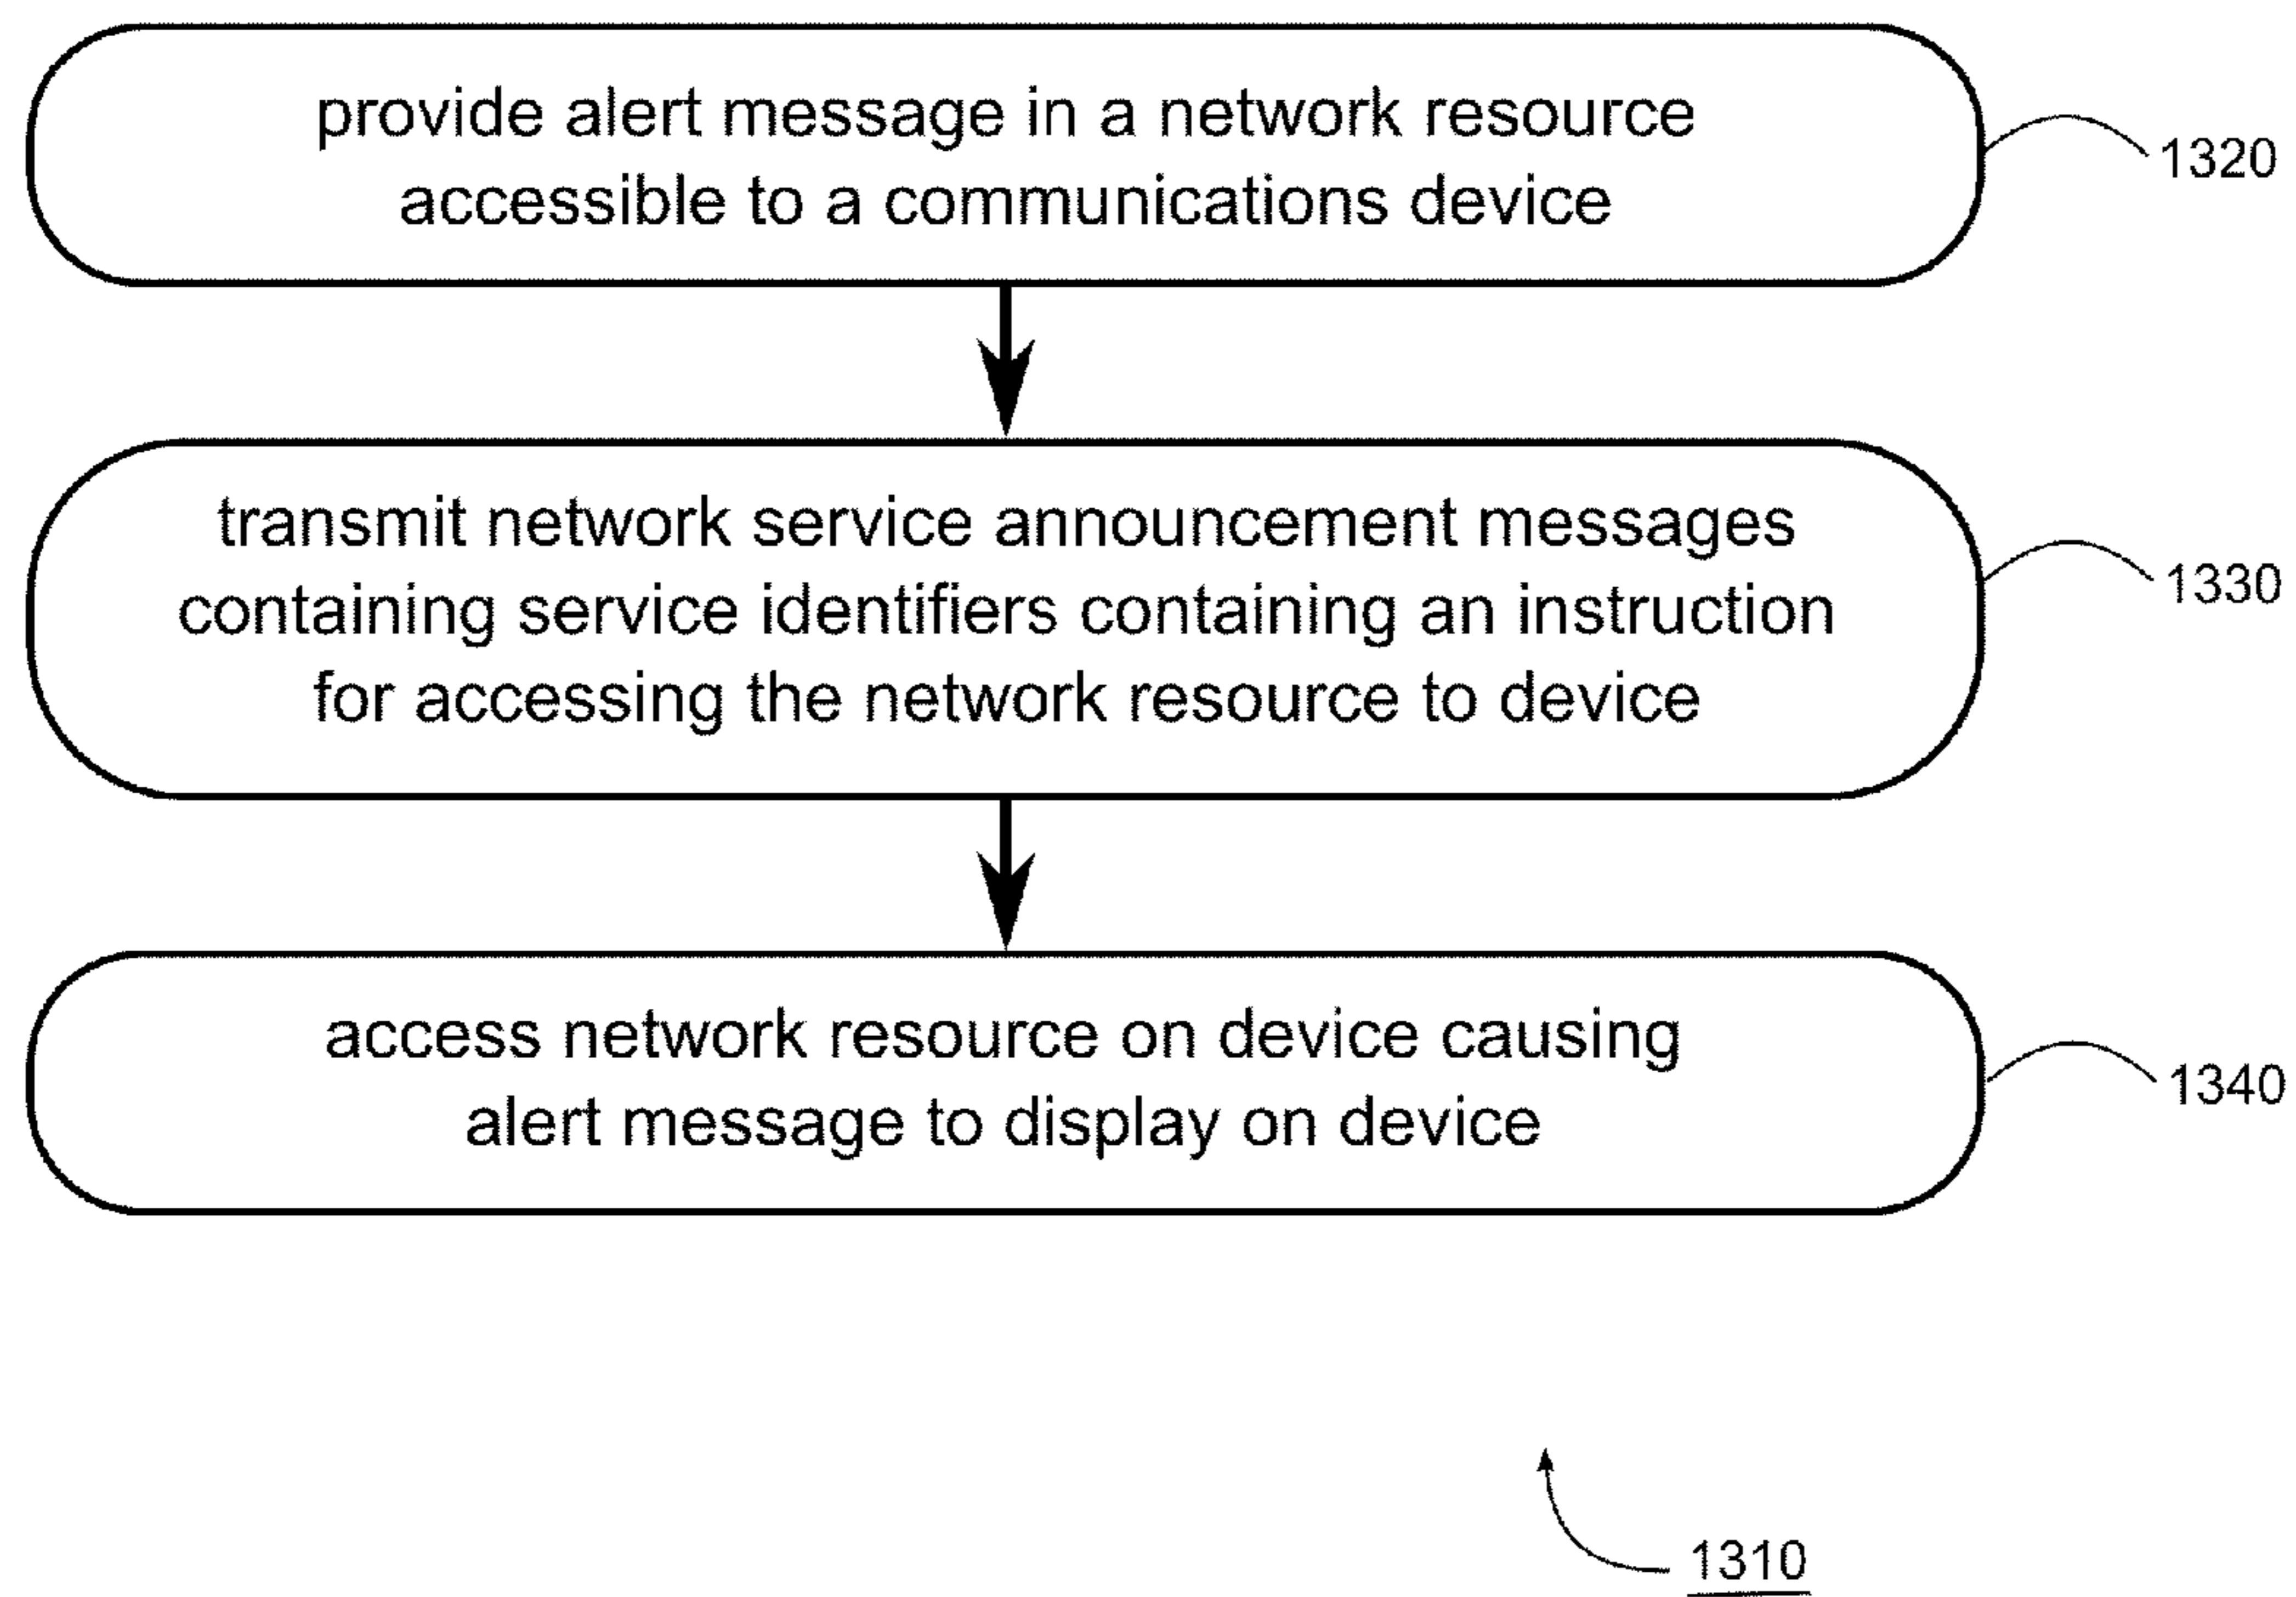 provide alert message in a network resource
accessible to a communications device
1320
transmit network service announcement messages
containing service identifiers containing an instruction
for accessing the network resource to device
1330
access network resource on device causing
alert message to display on device
1340
1310